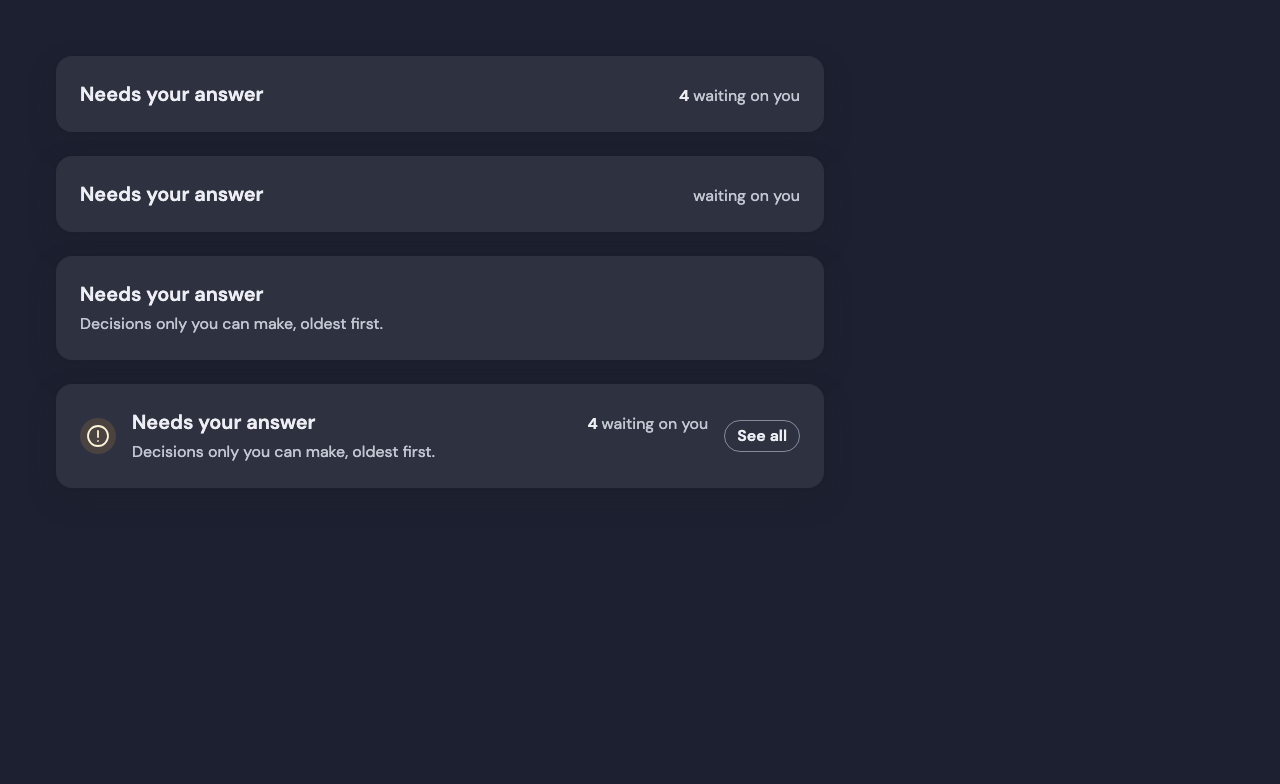 Needs your answer 4 waiting on you
Needs your answer waiting on you
Needs your answer
Decisions only you can make, oldest first.
Needs your answer 4 waiting on you See all
Decisions only you can make, oldest first.